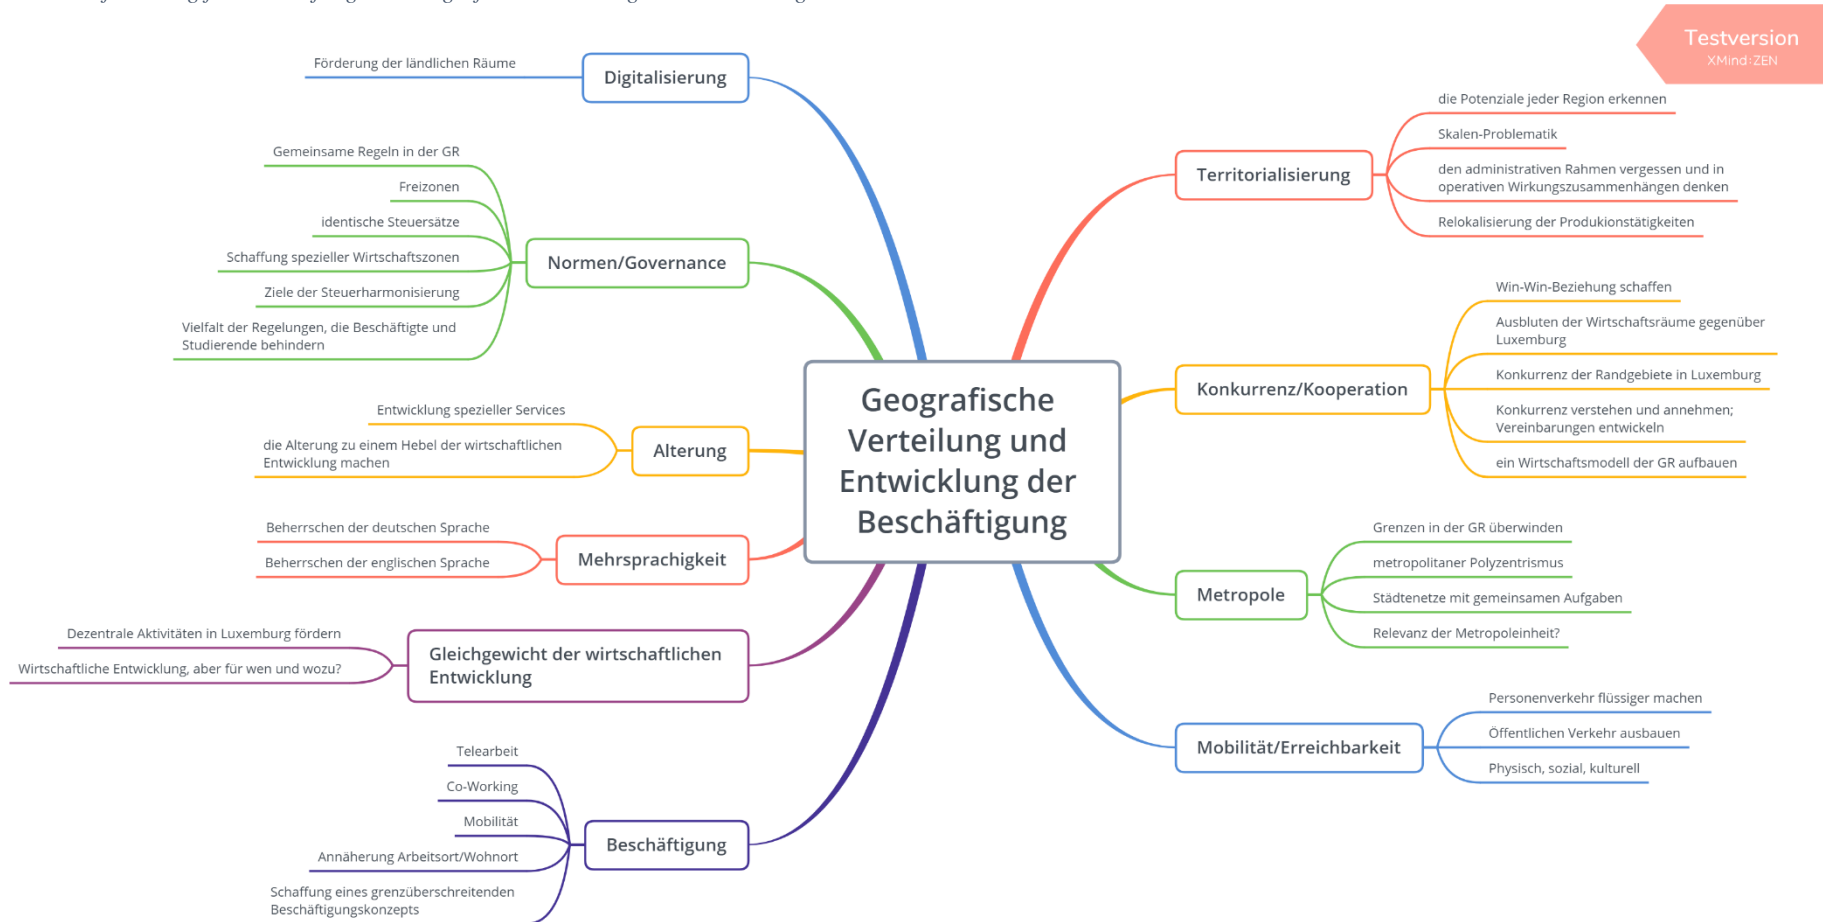 Testversion
XMind:ZEN
Geografische
Verteilung und
Entwicklung der
Beschäftigung
Territorialisierung
die Potenziale jeder Region erkennen
Skalen-Problematik
den administrativen Rahmen vergessen und in
operativen Wirkungszusammenhängen denken
Relokalisierung der Produkionstätigkeiten
Konkurrenz/Kooperation
Win-Win-Beziehung schaffen
Ausbluten der Wirtschaftsräume gegenüber
Luxemburg
Konkurrenz der Randgebiete in Luxemburg
Konkurrenz verstehen und annehmen;
Vereinbarungen entwickeln
ein Wirtschaftsmodell der GR aufbauen
Metropole
Grenzen in der GR überwinden
metropolitaner Polyzentrismus
Städtenetze mit gemeinsamen Aufgaben
Relevanz der Metropoleinheit?
Mobilität/Erreichbarkeit
Personenverkehr flüssiger machen
Öffentlichen Verkehr ausbauen
Physisch, sozial, kulturell
Digitalisierung
Förderung der ländlichen Räume
Normen/Governance
Gemeinsame Regeln in der GR
Freizonen
identische Steuersätze
Schaffung spezieller Wirtschaftszonen
Ziele der Steuerharmonisierung
Vielfalt der Regelungen, die Beschäftigte und
Studierende behindern
Alterung
Entwicklung spezieller Services
die Alterung zu einem Hebel der wirtschaftlichen
Entwicklung machen
Mehrsprachigkeit
Beherrschen der deutschen Sprache
Beherrschen der englischen Sprache
Gleichgewicht der wirtschaftlichen
Entwicklung
Dezentrale Aktivitäten in Luxemburg fördern
Wirtschaftliche Entwicklung, aber für wen und wozu?
Beschäftigung
Telearbeit
Co-Working
Mobilität
Annäherung Arbeitsort/Wohnort
Schaffung eines grenzüberschreitenden
Beschäftigungskonzepts